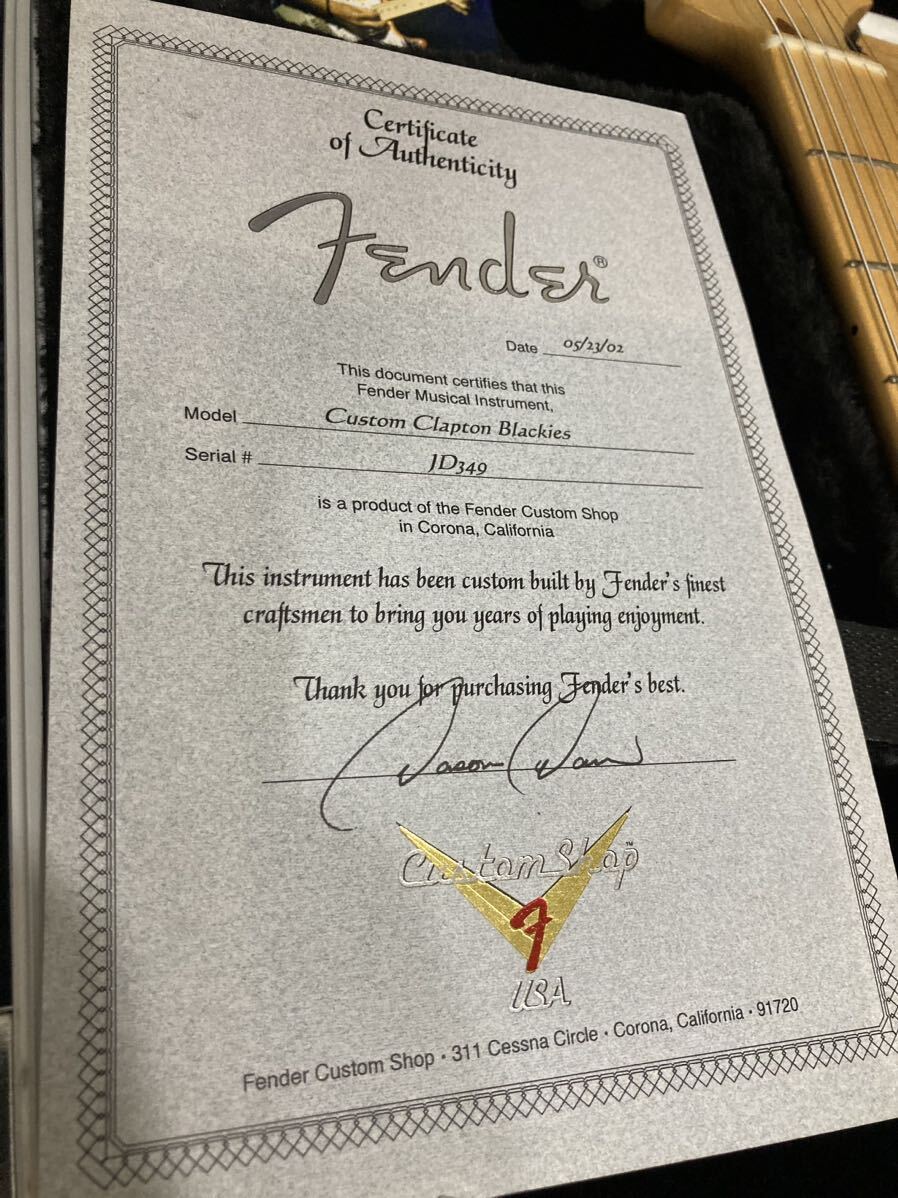 Certificate
of Authenticity
Fender®
Date 05/23/02
This document certifies that this
Fender Musical Instrument,
Model Custom Clapton Blackies
Serial # JD349
is a product of the Fender Custom Shop
in Corona, California
This instrument has been custom built by Fender's finest
craftsmen to bring you years of playing enjoyment.
Thank you for purchasing Fender's best.
Jason Davis
Custom Shop™
F
USA
Fender Custom Shop · 311 Cessna Circle · Corona, California · 91720